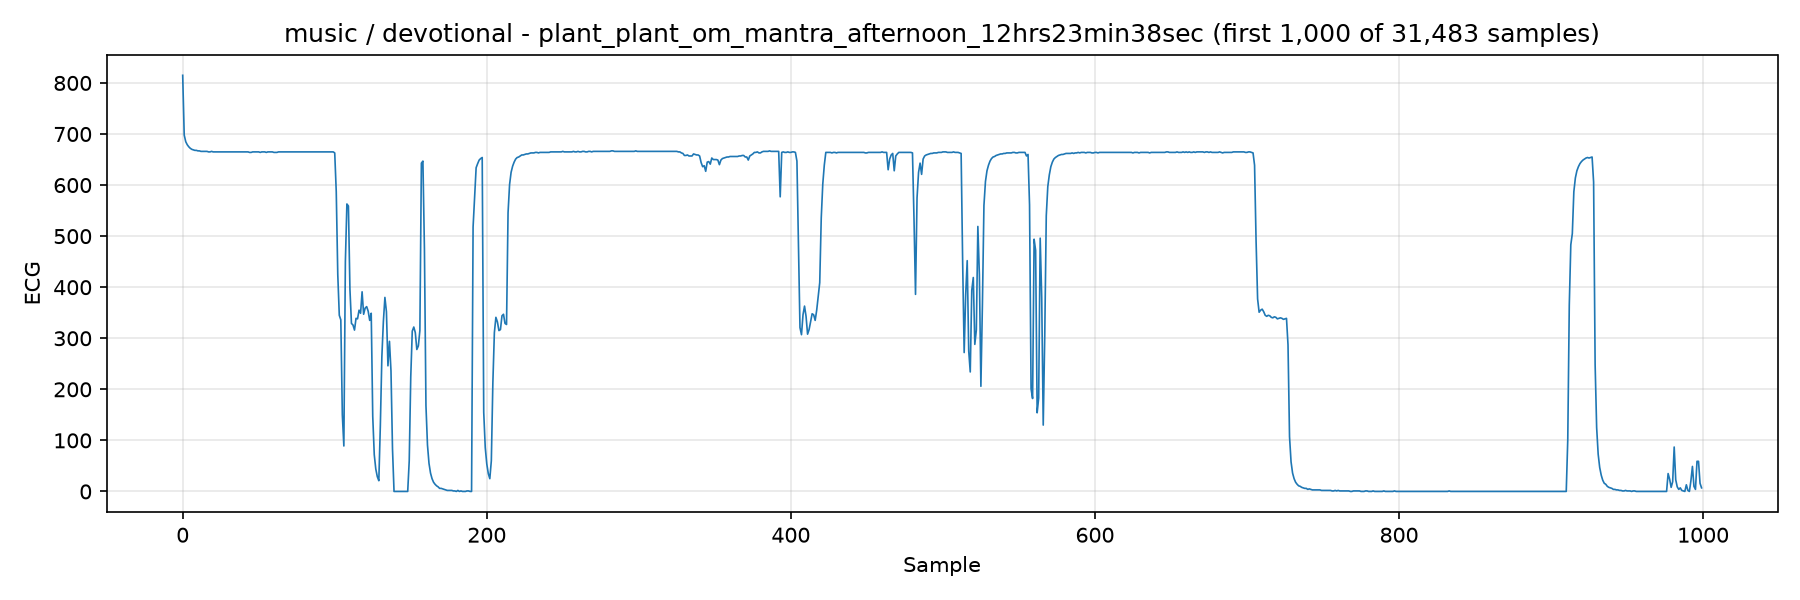 music / devotional - plant_plant_om_mantra_afternoon_12hrs23min38sec (first 1,000 of 31,483 samples)
800
700
600
500
400
300
200
100
0
ECG
0 200 400 600 800 1000
Sample